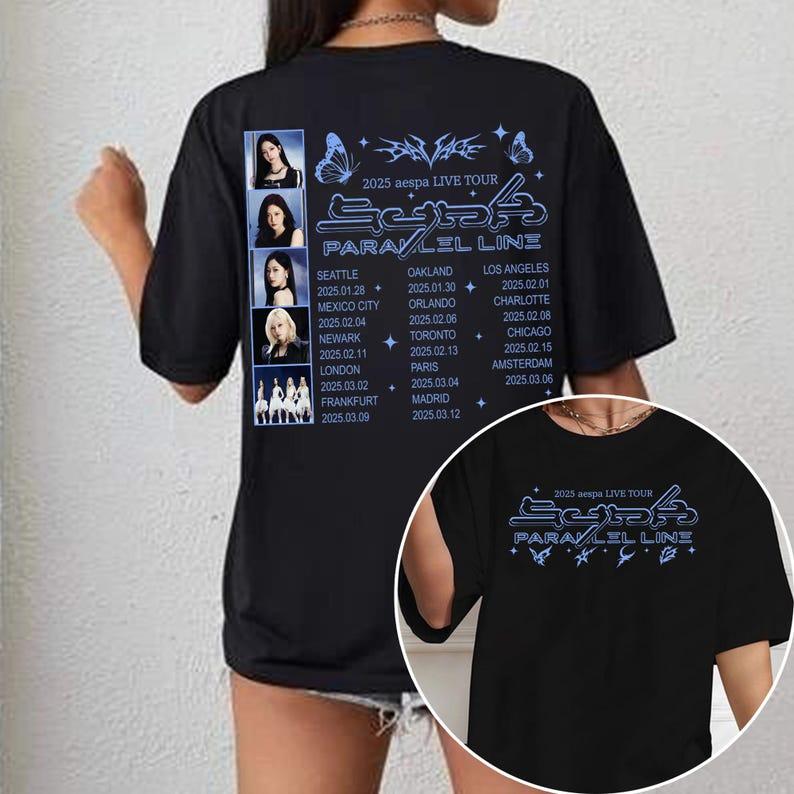 SAVAGE
2025 aespa LIVE TOUR
Synk
PARALLEL LINE
SEATTLE OAKLAND LOS ANGELES
2025.01.28 2025.01.30 2025.02.01
MEXICO CITY ORLANDO CHARLOTTE
2025.02.04 2025.02.06 2025.02.08
NEWARK TORONTO CHICAGO
2025.02.11 2025.02.13 2025.02.15
LONDON PARIS AMSTERDAM
2025.03.02 2025.03.04 2025.03.06
FRANKFURT MADRID
2025.03.09 2025.03.12
2025 aespa LIVE TOUR
Synk
PARALLEL LINE